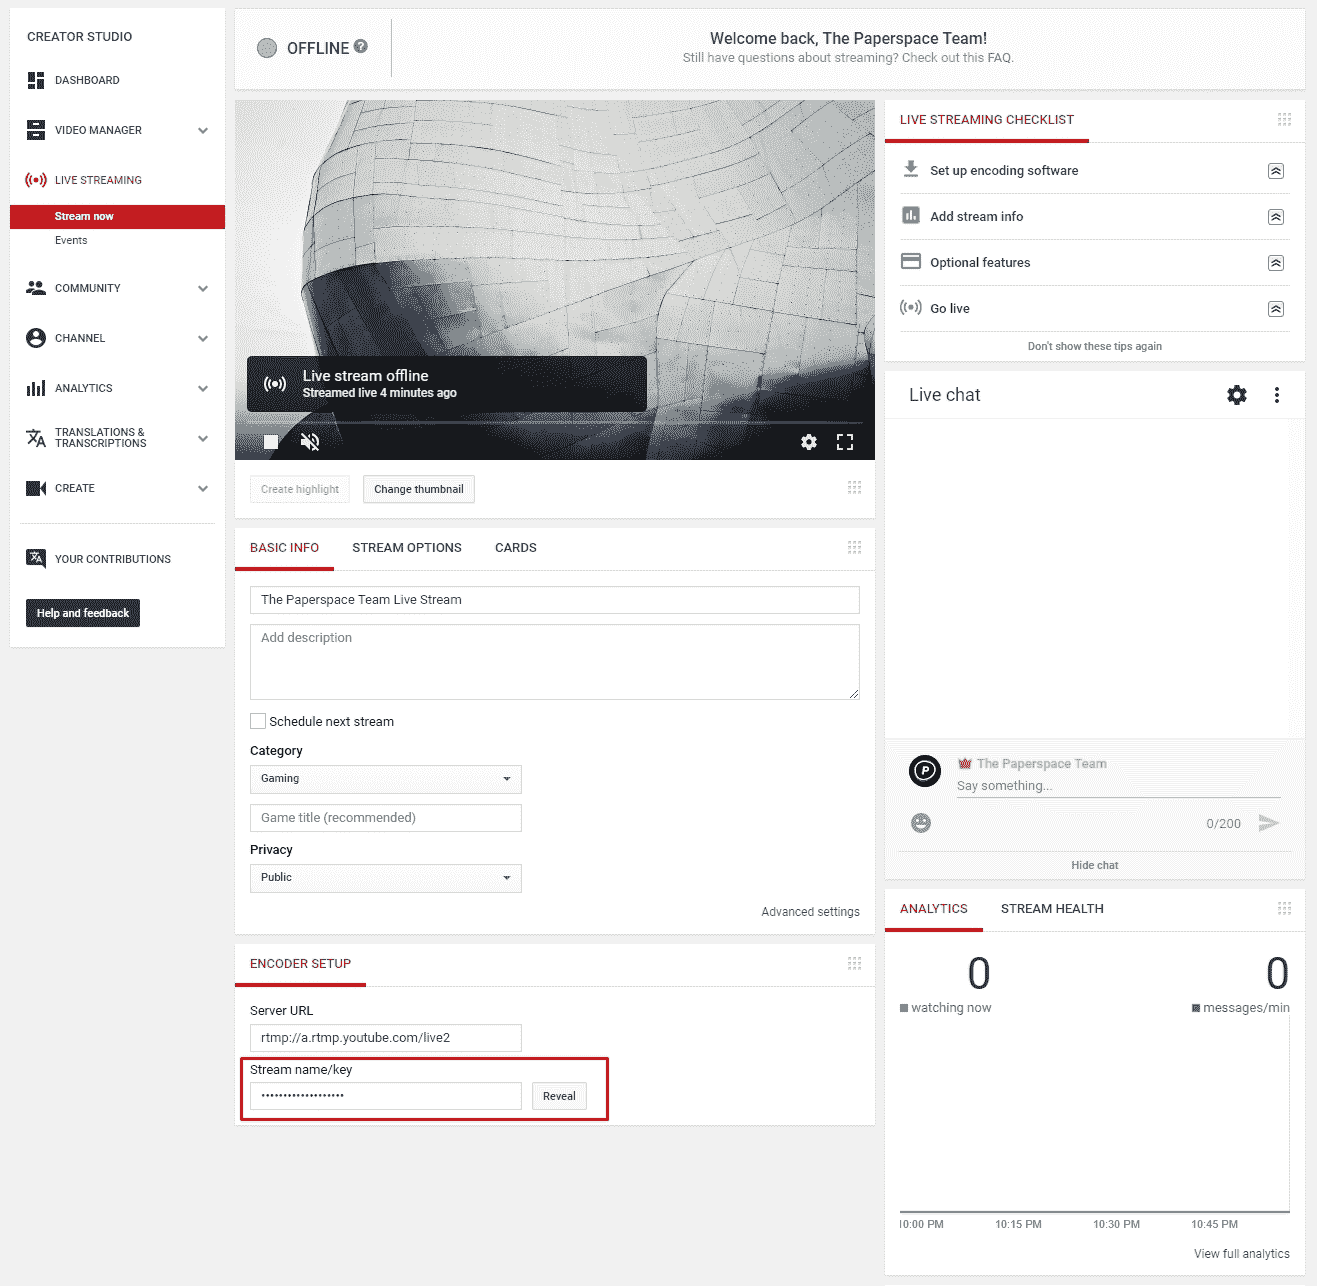 CREATOR STUDIO
DASHBOARD
VIDEO MANAGER
LIVE STREAMING
Stream now
Events
COMMUNITY
CHANNEL
ANALYTICS
TRANSLATIONS &
TRANSCRIPTIONS
CREATE
YOUR CONTRIBUTIONS
Help and feedback
OFFLINE ?
Welcome back, The Paperspace Team!
Still have questions about streaming? Check out this FAQ.
Live stream offline
Streamed live 4 minutes ago
Create highlight
Change thumbnail
BASIC INFO
STREAM OPTIONS
CARDS
The Paperspace Team Live Stream
Add description
Schedule next stream
Category
Gaming
Game title (recommended)
Privacy
Public
Advanced settings
ENCODER SETUP
Server URL
rtmp://a.rtmp.youtube.com/live2
Stream name/key
•••••••••••••••••••
Reveal
LIVE STREAMING CHECKLIST
Set up encoding software
Add stream info
Optional features
Go live
Don't show these tips again
Live chat
P
The Paperspace Team
Say something...
0/200
Hide chat
ANALYTICS
STREAM HEALTH
0
watching now
0
messages/min
10:00 PM
10:15 PM
10:30 PM
10:45 PM
View full analytics